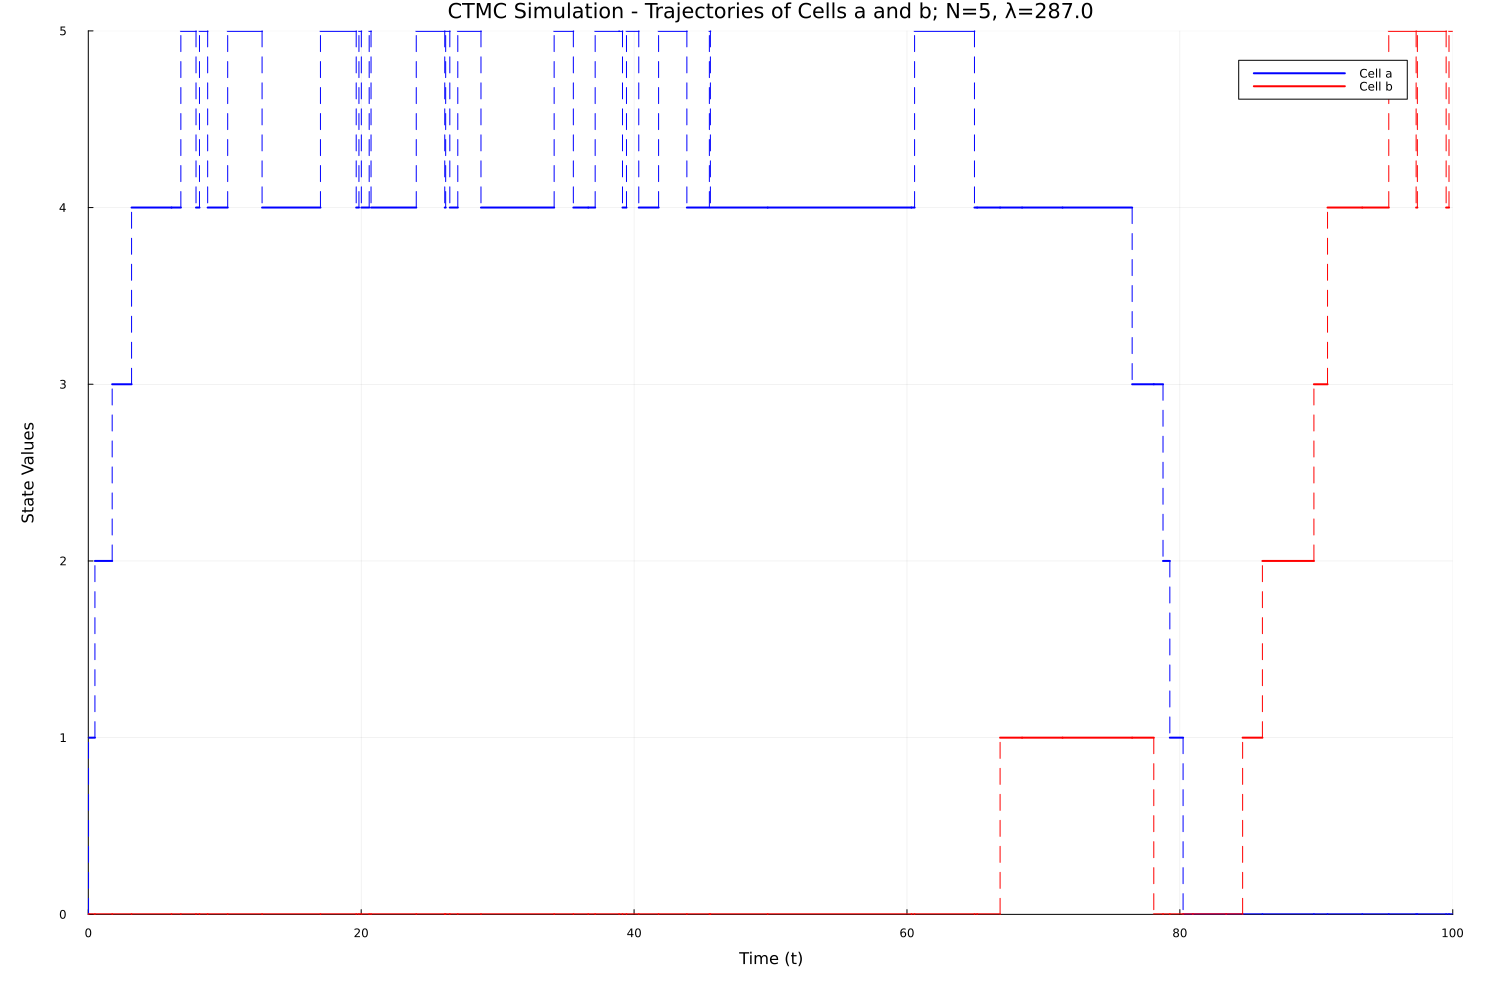 CTMC Simulation - Trajectories of Cells a and b; N=5, λ=287.0
5
Cell a
Cell b
4
3
State Values
2
1
0
0 20 40 60 80 100
Time (t)